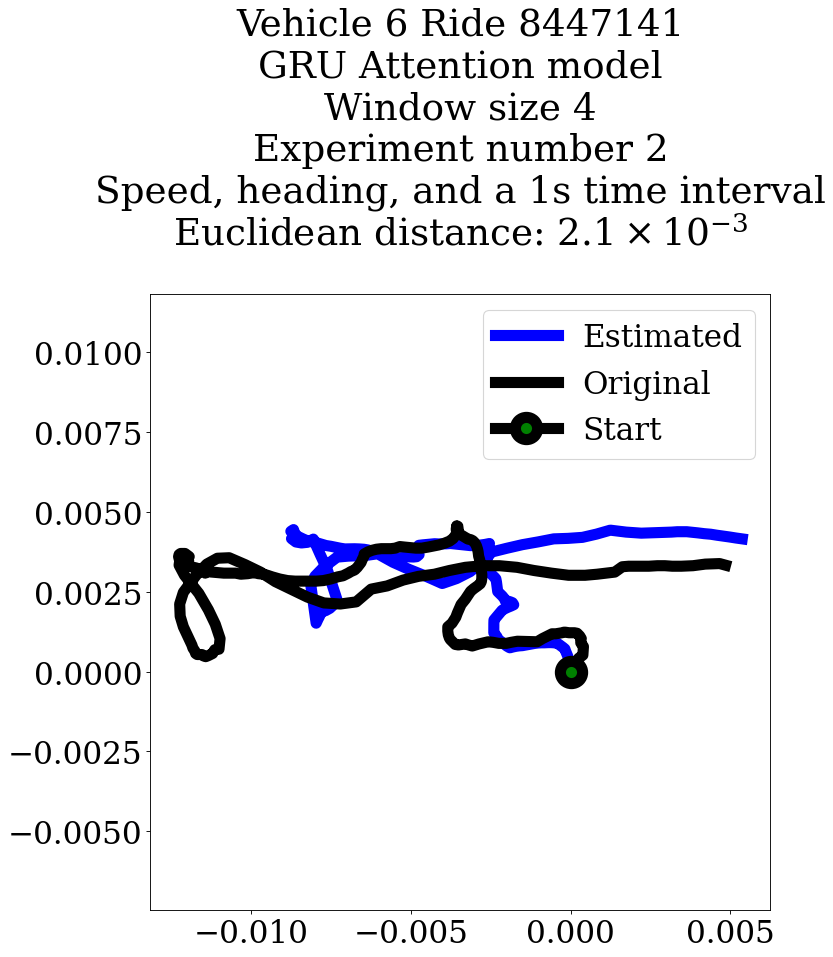 Vehicle 6 Ride 8447141
GRU Attention model
Window size 4
Experiment number 2
Speed, heading, and a 1s time interval
Euclidean distance: 2.1 × 10⁻³
Estimated
Original
Start
0.0100
0.0075
0.0050
0.0025
0.0000
−0.0025
−0.0050
−0.010 −0.005 0.000 0.005